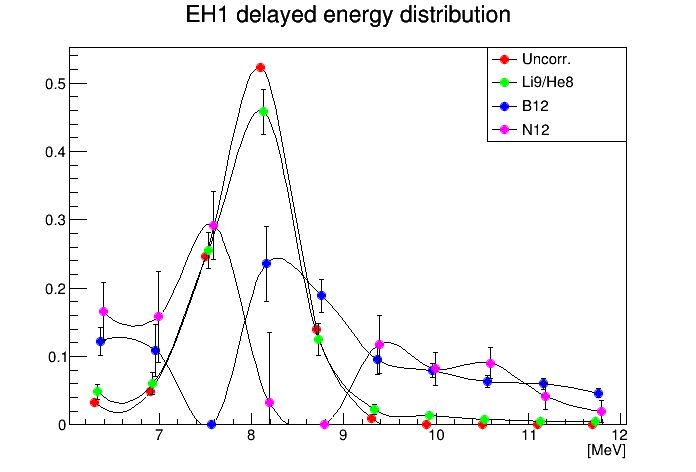 EH1 delayed energy distribution
Uncorr.
Li9/He8
B12
N12
0.5
0.4
0.3
0.2
0.1
0
7 8 9 10 11 12
[MeV]